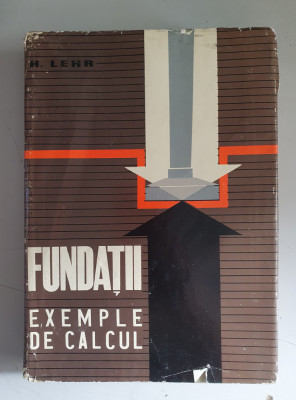 H. LEHR
FUNDAȚII
EXEMPLE
DE CALCUL